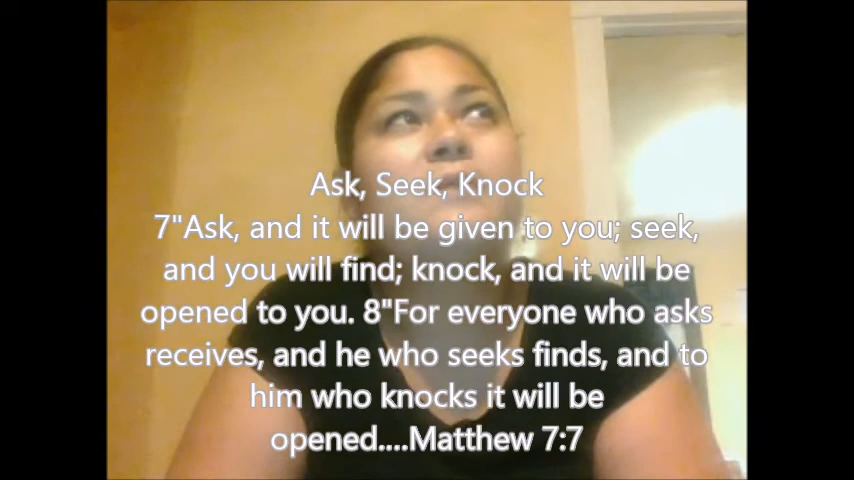 Ask, Seek, Knock
7"Ask, and it will be given to you; seek,
and you will find; knock, and it will be
opened to you. 8"For everyone who asks
receives, and he who seeks finds, and to
him who knocks it will be
opened....Matthew 7:7